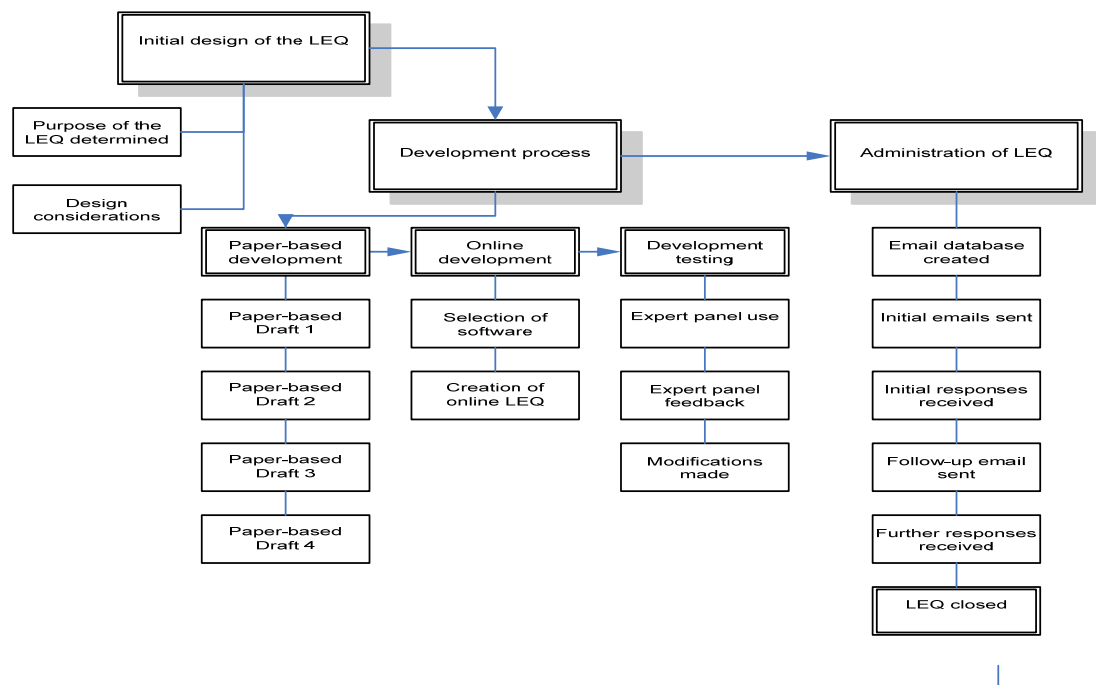 Initial design of the LEQ
Purpose of the
LEQ determined
Design
considerations
Development process
Administration of LEQ
Paper-based
development
Online
development
Development
testing
Paper-based
Draft 1
Paper-based
Draft 2
Paper-based
Draft 3
Paper-based
Draft 4
Selection of
software
Creation of
online LEQ
Expert panel use
Expert panel
feedback
Modifications
made
Email database
created
Initial emails sent
Initial responses
received
Follow-up email
sent
Further responses
received
LEQ closed